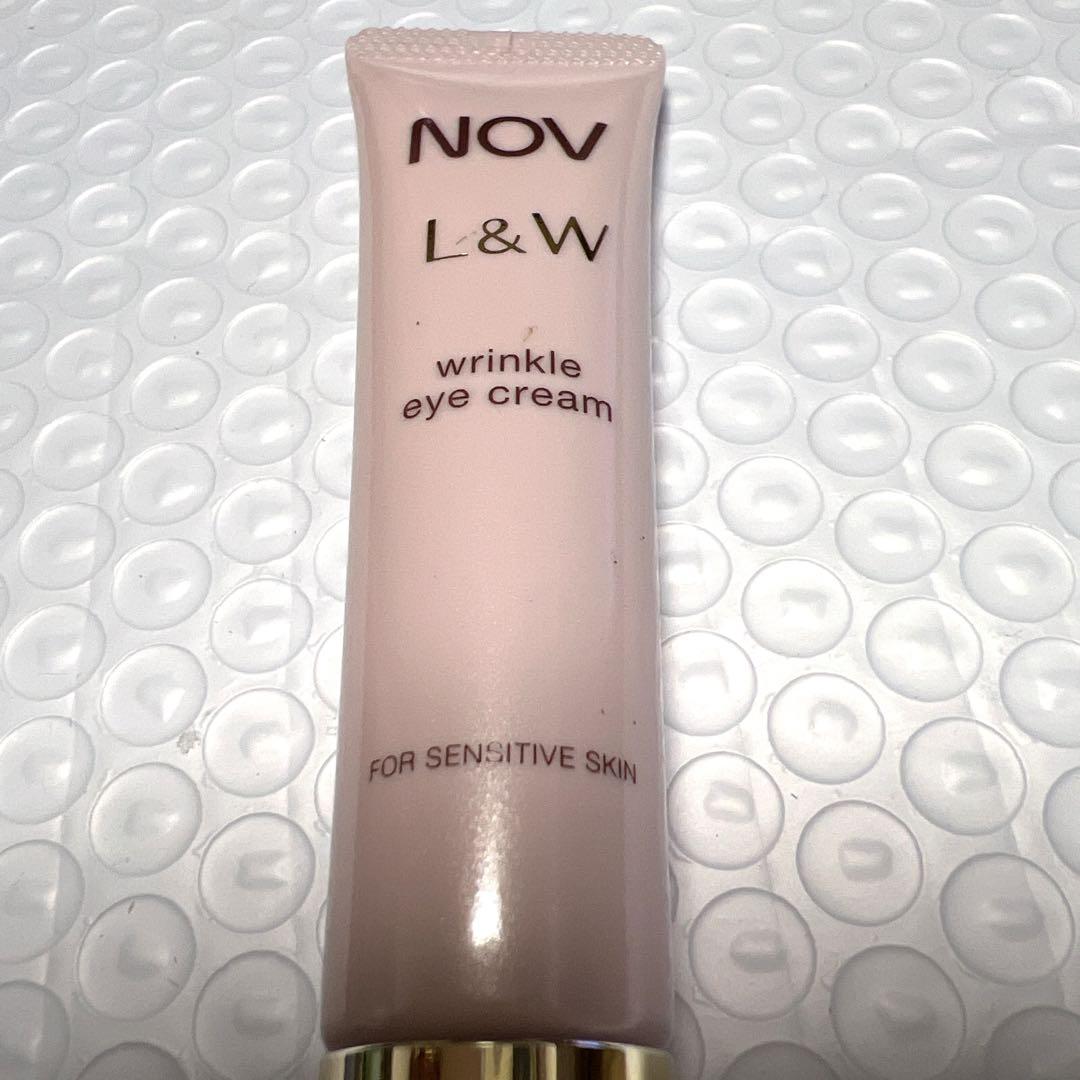 NOV
L&W
wrinkle
eye cream
FOR SENSITIVE SKIN